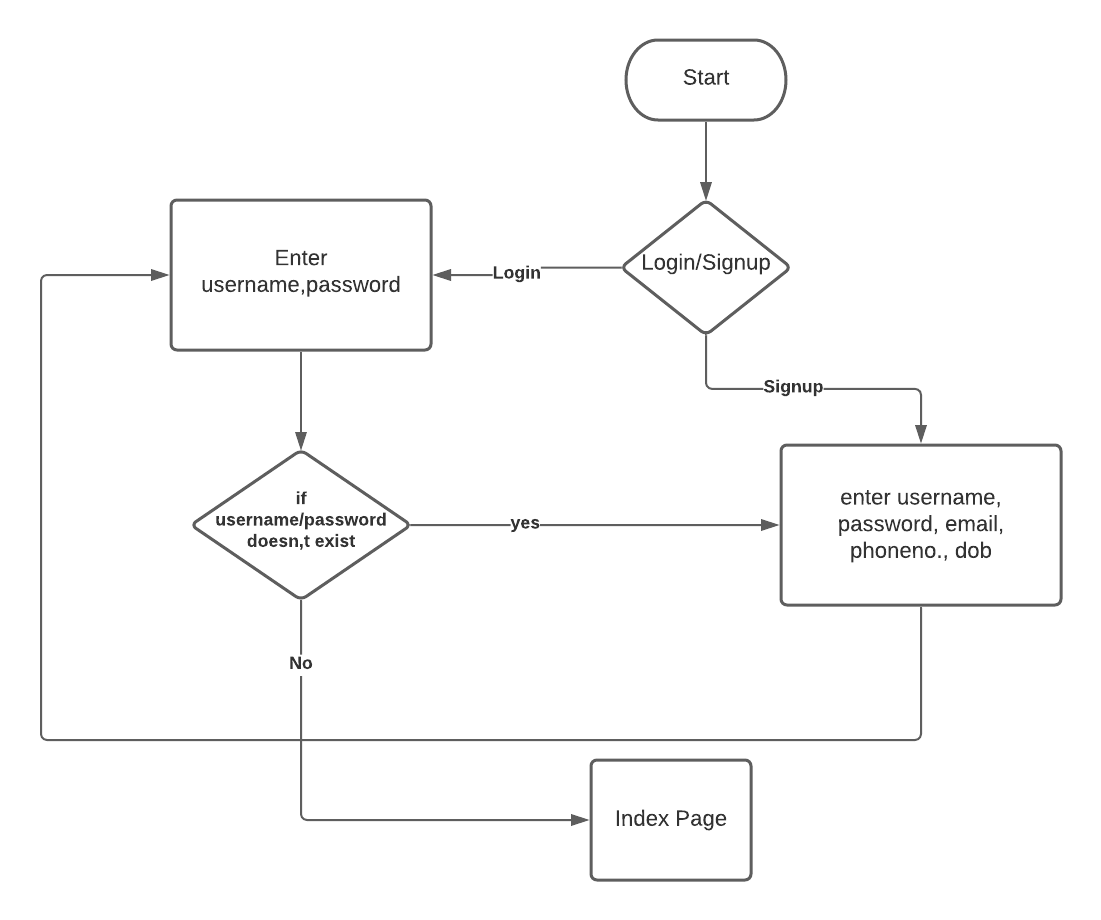 Start
Login/Signup
Login
Enter
username,password
Signup
if
username/password
doesn,t exist
yes
enter username,
password, email,
phoneno., dob
No
Index Page